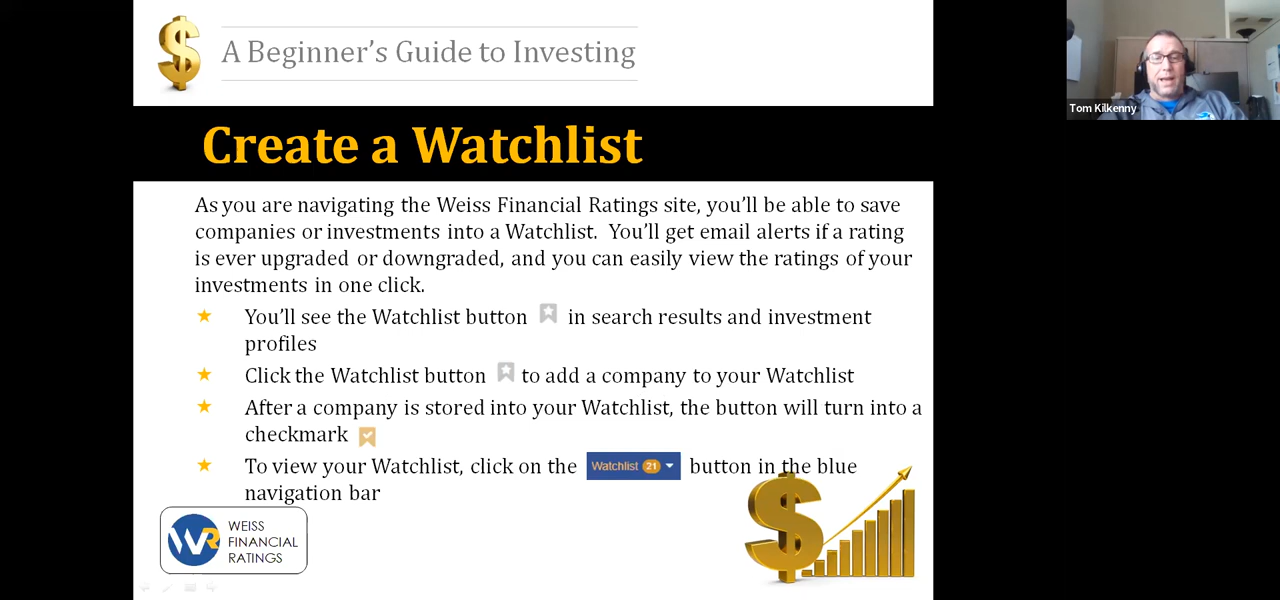 A Beginner's Guide to Investing
Tom Kilkenny
Create a Watchlist
As you are navigating the Weiss Financial Ratings site, you'll be able to save
companies or investments into a Watchlist.  You'll get email alerts if a rating
is ever upgraded or downgraded, and you can easily view the ratings of your
investments in one click.
You'll see the Watchlist button in search results and investment
profiles
Click the Watchlist button to add a company to your Watchlist
After a company is stored into your Watchlist, the button will turn into a
checkmark
To view your Watchlist, click on the Watchlist 21 button in the blue
navigation bar
WR
WEISS
FINANCIAL
RATINGS